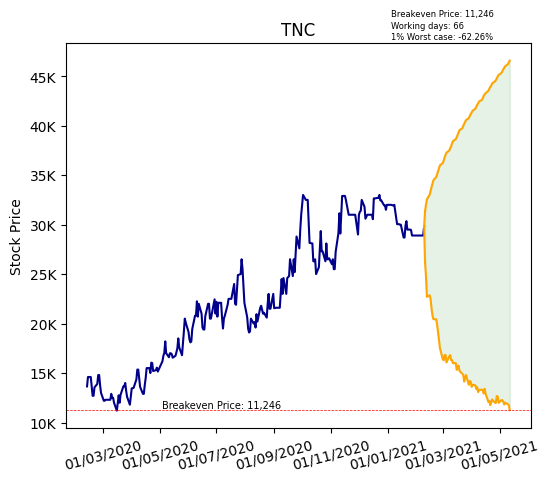 Breakeven Price: 11,246
Working days: 66
1% Worst case: -62.26%
TNC
Stock Price
45K
40K
35K
30K
25K
20K
15K
10K
Breakeven Price: 11,246
01/03/2020 01/05/2020 01/07/2020 01/09/2020 01/11/2020 01/01/2021 01/03/2021 01/05/2021